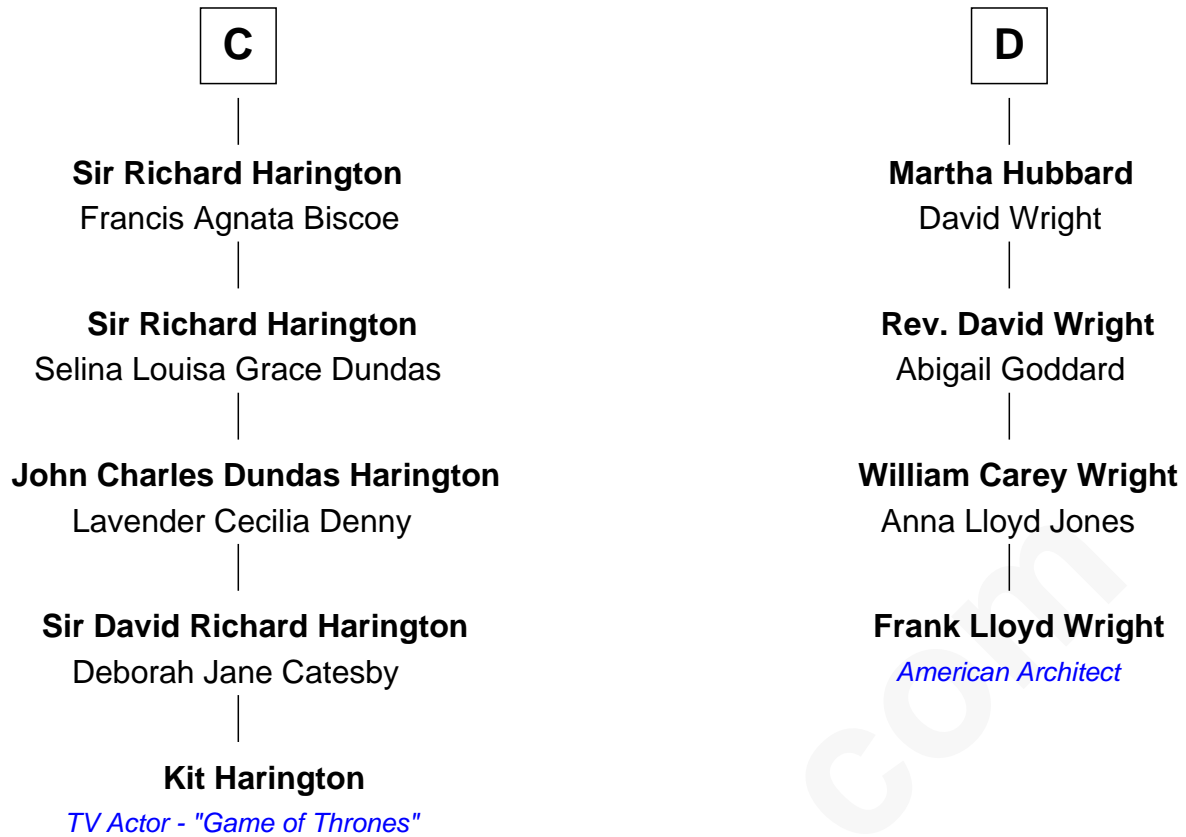 C
Sir Richard Harington
Francis Agnata Biscoe
Sir Richard Harington
Selina Louisa Grace Dundas
John Charles Dundas Harington
Lavender Cecilia Denny
Sir David Richard Harington
Deborah Jane Catesby
Kit Harington
TV Actor - "Game of Thrones"
D
Martha Hubbard
David Wright
Rev. David Wright
Abigail Goddard
William Carey Wright
Anna Lloyd Jones
Frank Lloyd Wright
American Architect
com